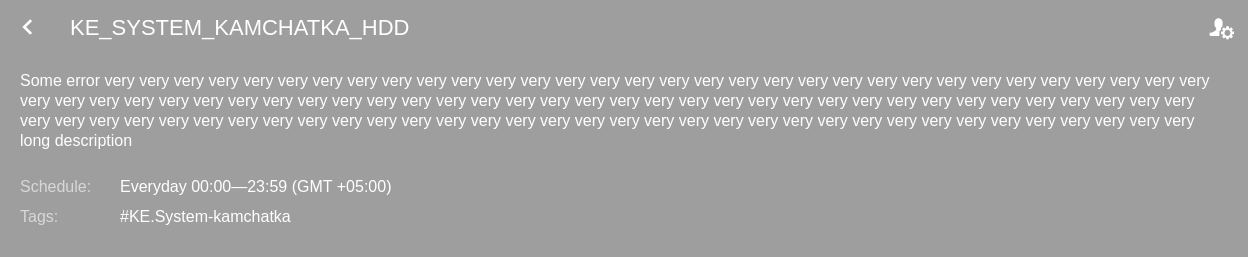 KE_SYSTEM_KAMCHATKA_HDD
Some error very very very very very very very very very very very very very very very very very very very very very very very very very very very very very very very very
very very very very very very very very very very very very very very very very very very very very very very very very very very very very very very very very very very
very very very very very very very very very very very very very very very very very very very very very very very very very very very very very very very very very very
long description
Schedule: Everyday 00:00—23:59 (GMT +05:00)
Tags: #KE.System-kamchatka